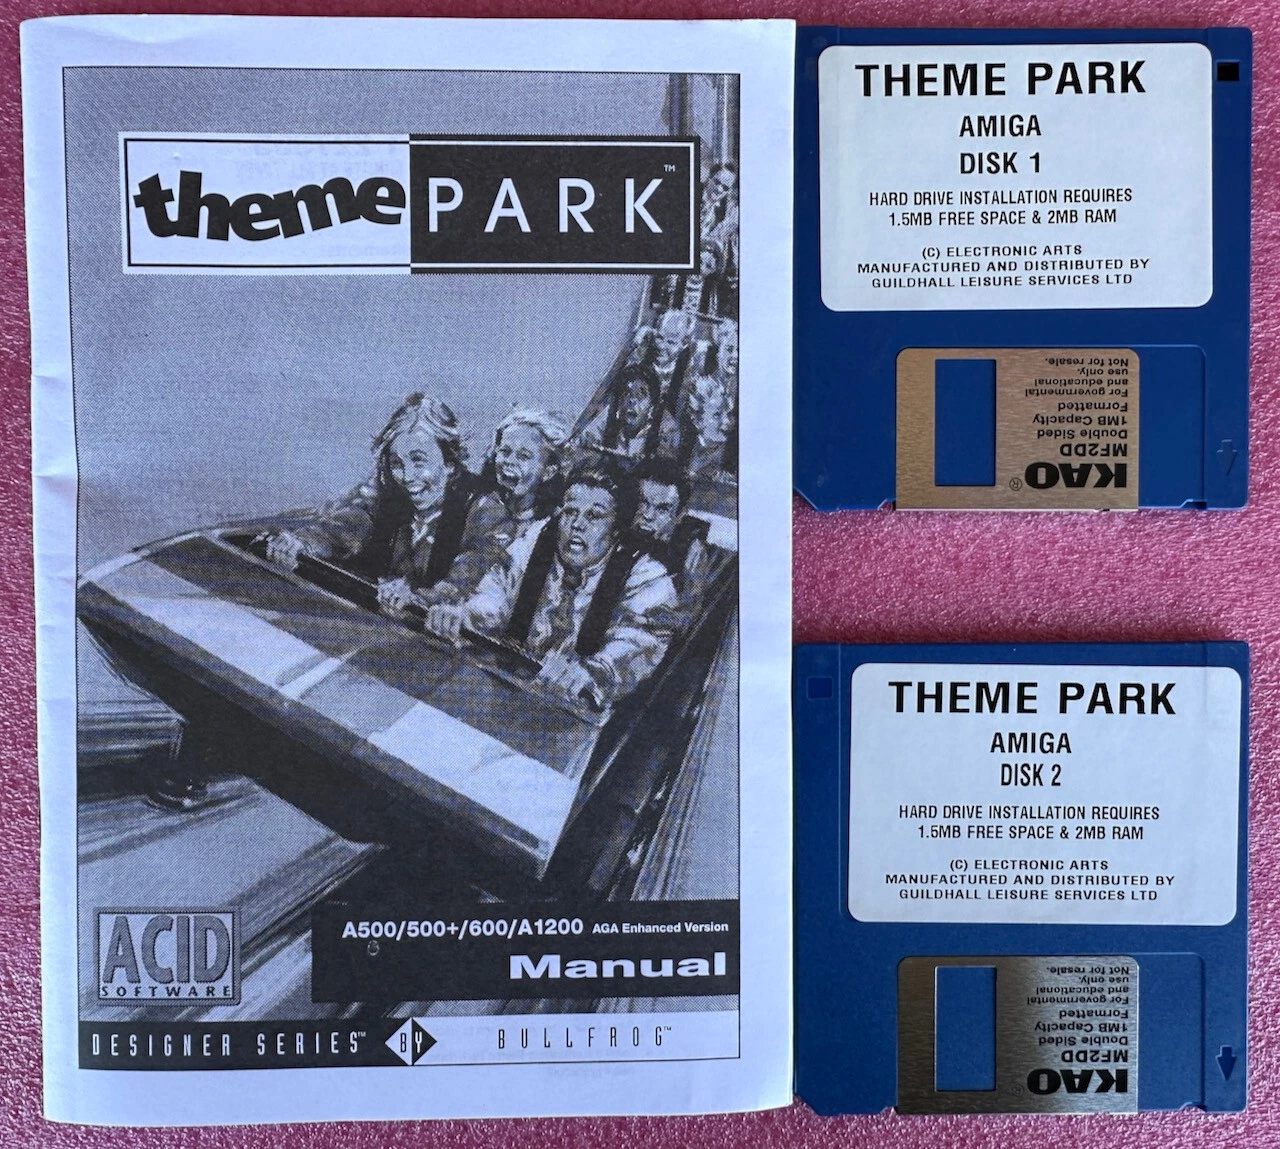 theme PARK™
A500/500+/600/A1200 AGA Enhanced Version
Manual
ACID
SOFTWARE
DESIGNER SERIES™ BY BULLFROG™
THEME PARK
AMIGA
DISK 1
HARD DRIVE INSTALLATION REQUIRES
1.5MB FREE SPACE & 2MB RAM
(C) ELECTRONIC ARTS
MANUFACTURED AND DISTRIBUTED BY
GUILDHALL LEISURE SERVICES LTD
KAO®
MF2DD
Double Sided
1MB Capacity
Formatted
For governmental
and educational
use only.
Not for resale.
THEME PARK
AMIGA
DISK 2
HARD DRIVE INSTALLATION REQUIRES
1.5MB FREE SPACE & 2MB RAM
(C) ELECTRONIC ARTS
MANUFACTURED AND DISTRIBUTED BY
GUILDHALL LEISURE SERVICES LTD
KAO®
MF2DD
Double Sided
1MB Capacity
Formatted
For governmental
and educational
use only.
Not for resale.